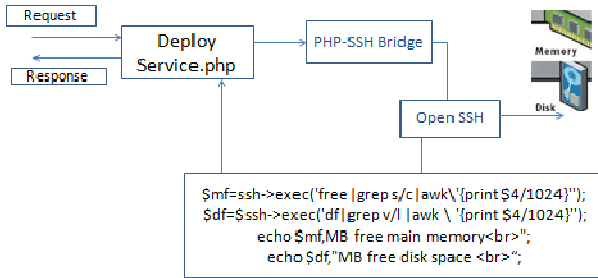 Request
Response
Deploy
Service.php
PHP-SSH Bridge
Memory
Disk
Open SSH
$mf=ssh->exec('free|grep s/c|awk\'{print $4/1024}'');
$df=$ssh->exec('df|grep v/l|awk \ '{print $4/1024}'');
echo $mf,MB free main memory<br>";
echo $df,"MB free disk space <br>";